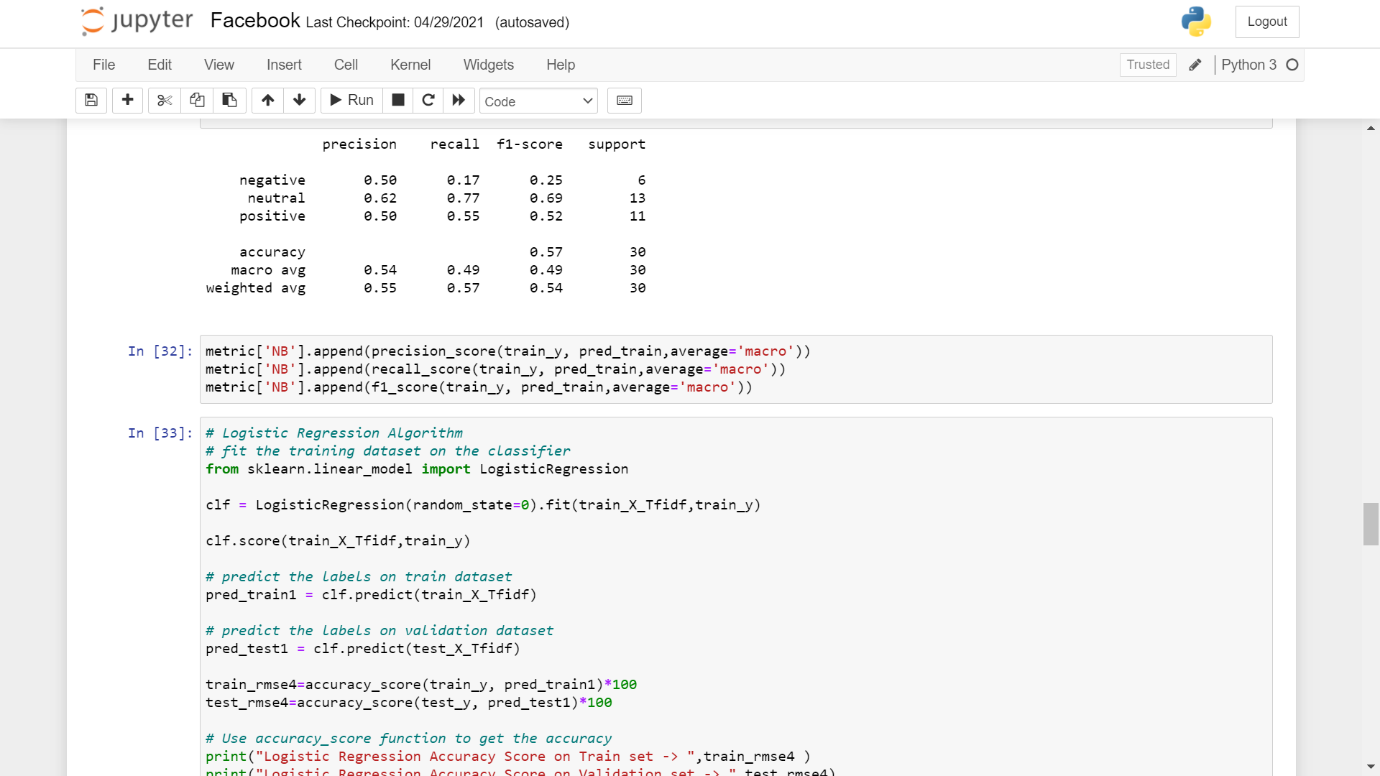 jupyter Facebook Last Checkpoint: 04/29/2021 (autosaved) Logout
File Edit View Insert Cell Kernel Widgets Help Trusted Python 3
Run Code
precision recall f1-score support
negative 0.50 0.17 0.25 6
neutral 0.62 0.77 0.69 13
positive 0.50 0.55 0.52 11
accuracy 0.57 30
macro avg 0.54 0.49 0.49 30
weighted avg 0.55 0.57 0.54 30
In [32]: metric['NB'].append(precision_score(train_y, pred_train,average='macro'))
metric['NB'].append(recall_score(train_y, pred_train,average='macro'))
metric['NB'].append(f1_score(train_y, pred_train,average='macro'))
In [33]: # Logistic Regression Algorithm
# fit the training dataset on the classifier
from sklearn.linear_model import LogisticRegression
clf = LogisticRegression(random_state=0).fit(train_X_Tfidf,train_y)
clf.score(train_X_Tfidf,train_y)
# predict the labels on train dataset
pred_train1 = clf.predict(train_X_Tfidf)
# predict the labels on validation dataset
pred_test1 = clf.predict(test_X_Tfidf)
train_rmse4=accuracy_score(train_y, pred_train1)*100
test_rmse4=accuracy_score(test_y, pred_test1)*100
# Use accuracy_score function to get the accuracy
print("Logistic Regression Accuracy Score on Train set -> ",train_rmse4 )
print("Logistic Regression Accuracy Score on Validation set -> ",test_rmse4)